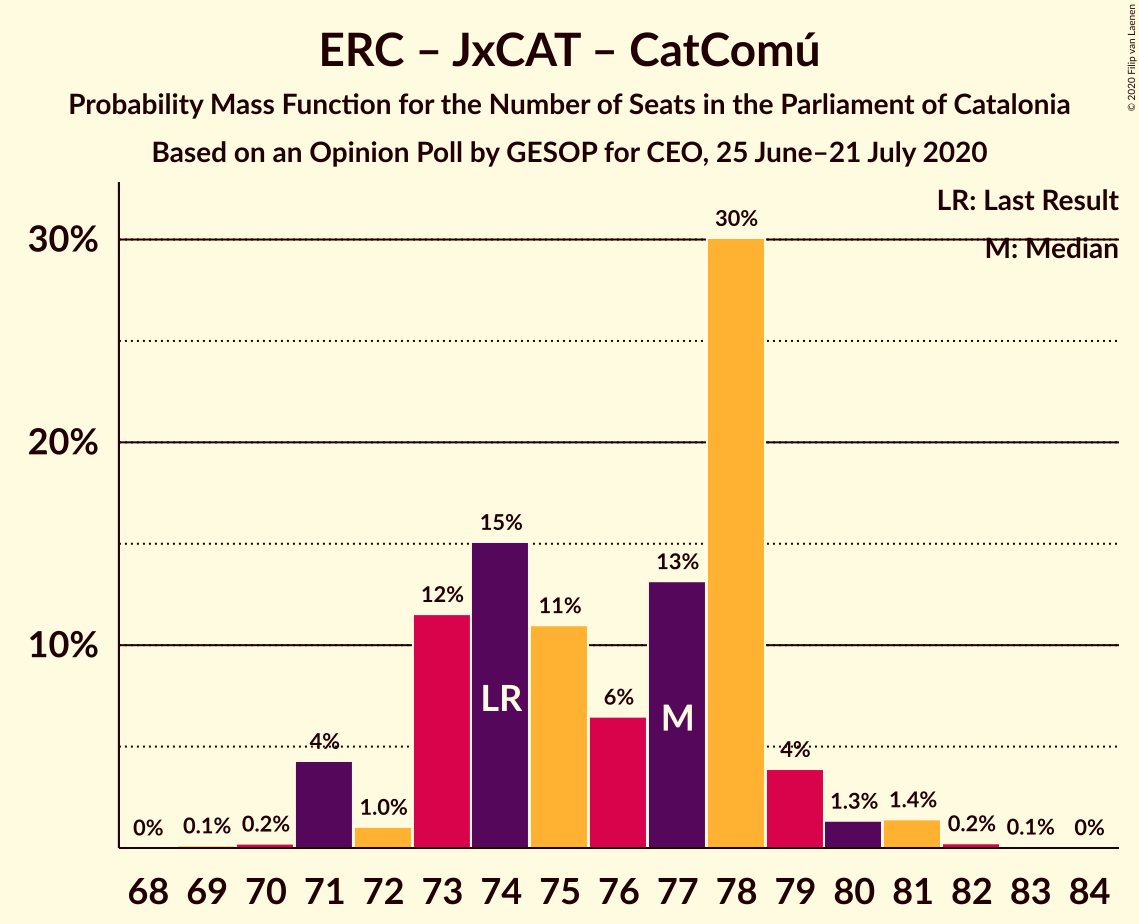 ERC – JxCAT – CatComú
Probability Mass Function for the Number of Seats in the Parliament of Catalonia
Based on an Opinion Poll by GESOP for CEO, 25 June–21 July 2020
© 2020 Filip van Laenen
LR: Last Result
M: Median
30%
20%
10%
0%
0.1%
0.2%
4%
1.0%
12%
15%
11%
6%
13%
30%
4%
1.3%
1.4%
0.2%
0.1%
0%
LR
M
68 69 70 71 72 73 74 75 76 77 78 79 80 81 82 83 84